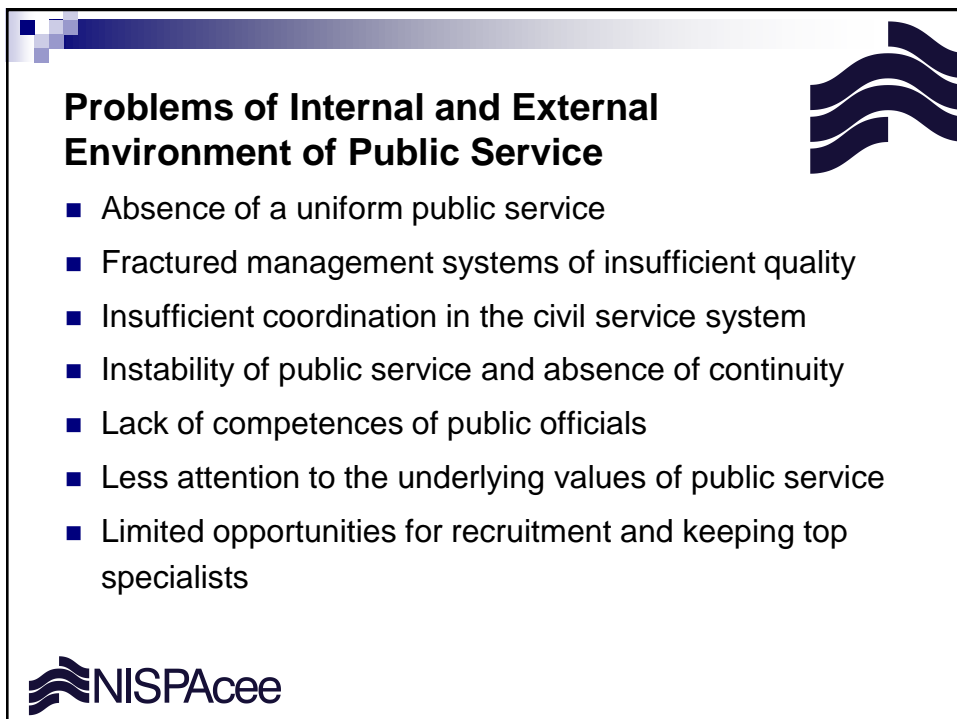 Problems of Internal and External
Environment of Public Service
Absence of a uniform public service
Fractured management systems of insufficient quality
Insufficient coordination in the civil service system
Instability of public service and absence of continuity
Lack of competences of public officials
Less attention to the underlying values of public service
Limited opportunities for recruitment and keeping top
specialists
NISPAcee